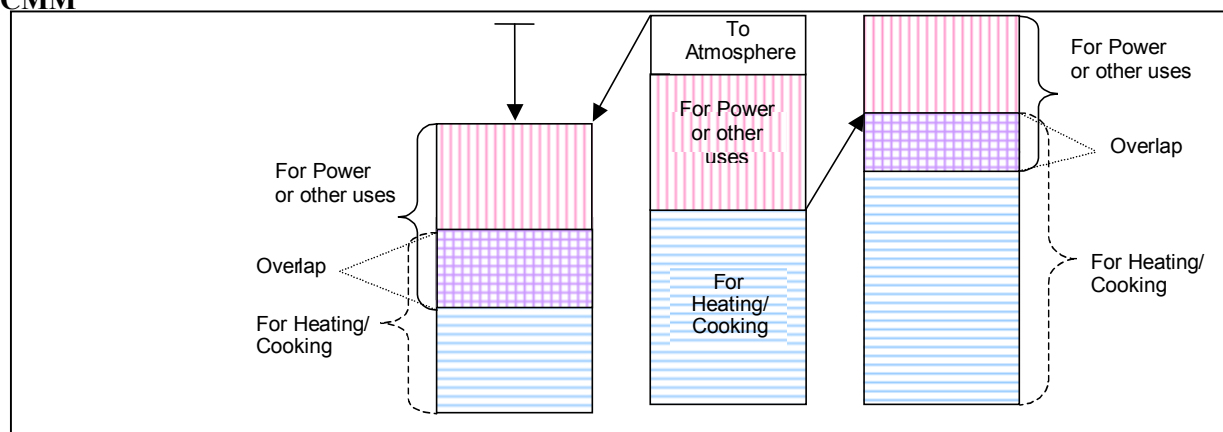 CMM
To
Atmosphere
For Power
or other uses
For Power
or other
uses
For Power
or other uses
Overlap
Overlap
For Heating/
Cooking
For
Heating/
Cooking
For Heating/
Cooking